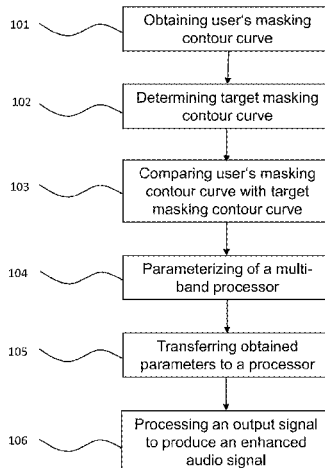 101
Obtaining user's masking
contour curve
102
Determining target masking
contour curve
103
Comparing user's masking
contour curve with target
masking contour curve
104
Parameterizing of a multi-
band processor
105
Transferring obtained
parameters to a processor
106
Processing an output signal
to produce an enhanced
audio signal